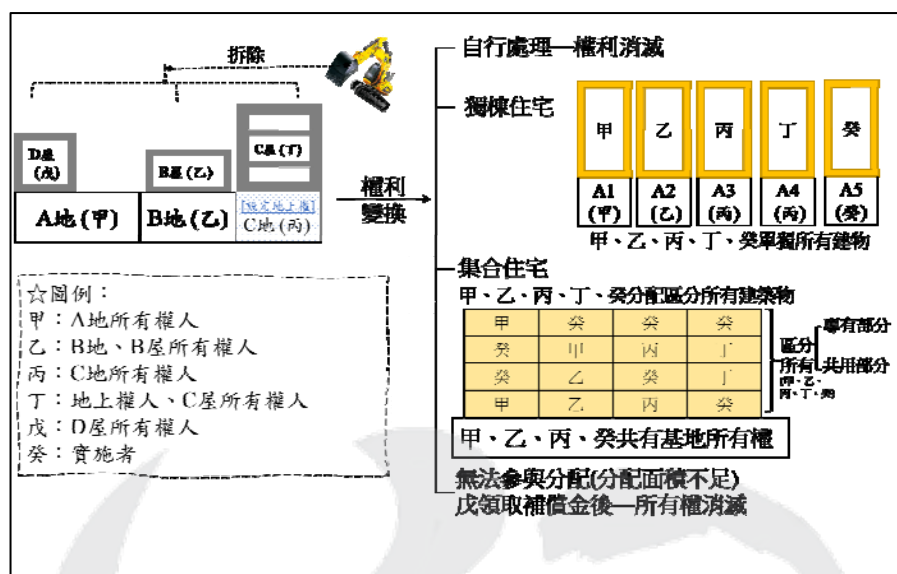 拆除
D屋
(戊)
B屋(乙)
C屋(丁)
A地(甲)
B地(乙)
[設定地上權]
C地(丙)
權利
變換
☆圖例：
甲：A地所有權人
乙：B地、B屋所有權人
丙：C地所有權人
丁：地上權人、C屋所有權人
戊：D屋所有權人
癸：實施者
自行處理—權利消滅
獨棟住宅
甲 乙 丙 丁 癸
A1 A2 A3 A4 A5
(甲) (乙) (丙) (丙) (癸)
甲、乙、丙、丁、癸單獨所有建物
集合住宅
甲、乙、丙、丁、癸分配區分所有建築物
甲 癸 癸 癸
癸 甲 丙 丁
癸 乙 癸 丁
甲 乙 丙 癸
區分
所有
(甲、乙、
丙、丁、癸)
專有部分
共用部分
甲、乙、丙、癸共有基地所有權
無法參與分配(分配面積不足)
戊領取補償金後—所有權消滅